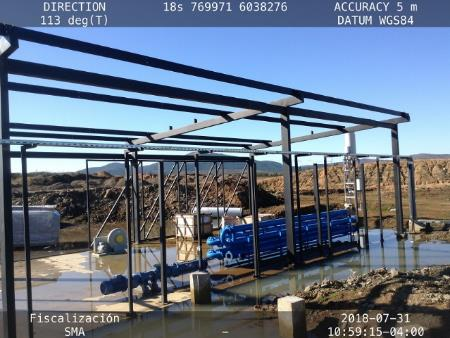 DIRECTION
113 deg(T)
18s 769971 6038276
ACCURACY 5 m
DATUM WGS84
Fiscalización
SMA
2018-07-31
10:59:15-04:00